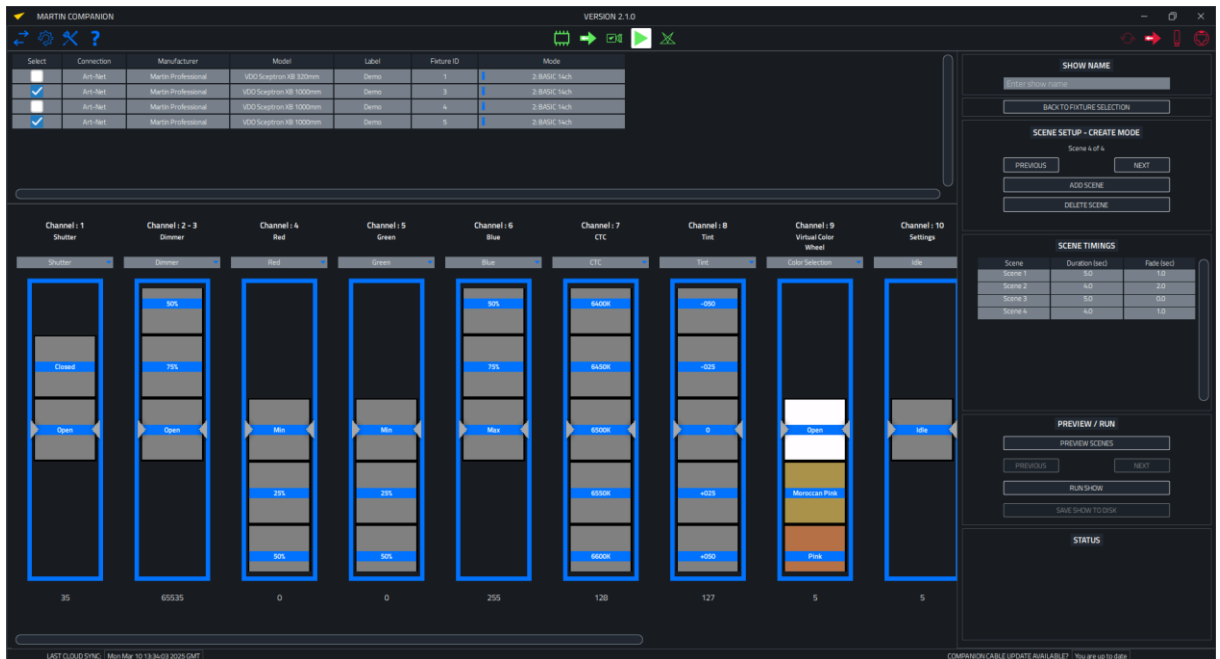 MARTIN COMPANION
VERSION 2.1.0
Select Connection Manufacturer Model Label Fixture ID Mode
Art-Net Martin Professional VDO Sceptron XB 320mm Demo 1 2: BASIC 14ch
Art-Net Martin Professional VDO Sceptron XB 1000mm Demo 3 2: BASIC 14ch
Art-Net Martin Professional VDO Sceptron XB 1000mm Demo 4 2: BASIC 14ch
Art-Net Martin Professional VDO Sceptron XB 1000mm Demo 5 2: BASIC 14ch
Channel : 1
Shutter
Shutter
Closed
Open
35
Channel : 2 - 3
Dimmer
Dimmer
50%
75%
Open
65535
Channel : 4
Red
Red
Min
25%
50%
0
Channel : 5
Green
Green
Min
25%
50%
0
Channel : 6
Blue
Blue
50%
75%
Max
255
Channel : 7
CTC
CTC
6400K
6450K
6500K
6550K
6600K
128
Channel : 8
Tint
Tint
-050
-025
0
+025
+050
127
Channel : 9
Virtual Color
Wheel
Color Selection
Open
Moroccan Pink
Pink
5
Channel : 10
Settings
Idle
Idle
5
SHOW NAME
Enter show name
BACK TO FIXTURE SELECTION
SCENE SETUP - CREATE MODE
Scene 4 of 4
PREVIOUS NEXT
ADD SCENE
DELETE SCENE
SCENE TIMINGS
Scene Duration (sec) Fade (sec)
Scene 1 5.0 1.0
Scene 2 4.0 2.0
Scene 3 5.0 0.0
Scene 4 4.0 1.0
PREVIEW / RUN
PREVIEW SCENES
PREVIOUS NEXT
RUN SHOW
SAVE SHOW TO DISK
STATUS
LAST CLOUD SYNC: Mon Mar 10 13:34:03 2025 GMT
COMPANION CABLE UPDATE AVAILABLE? You are up to date